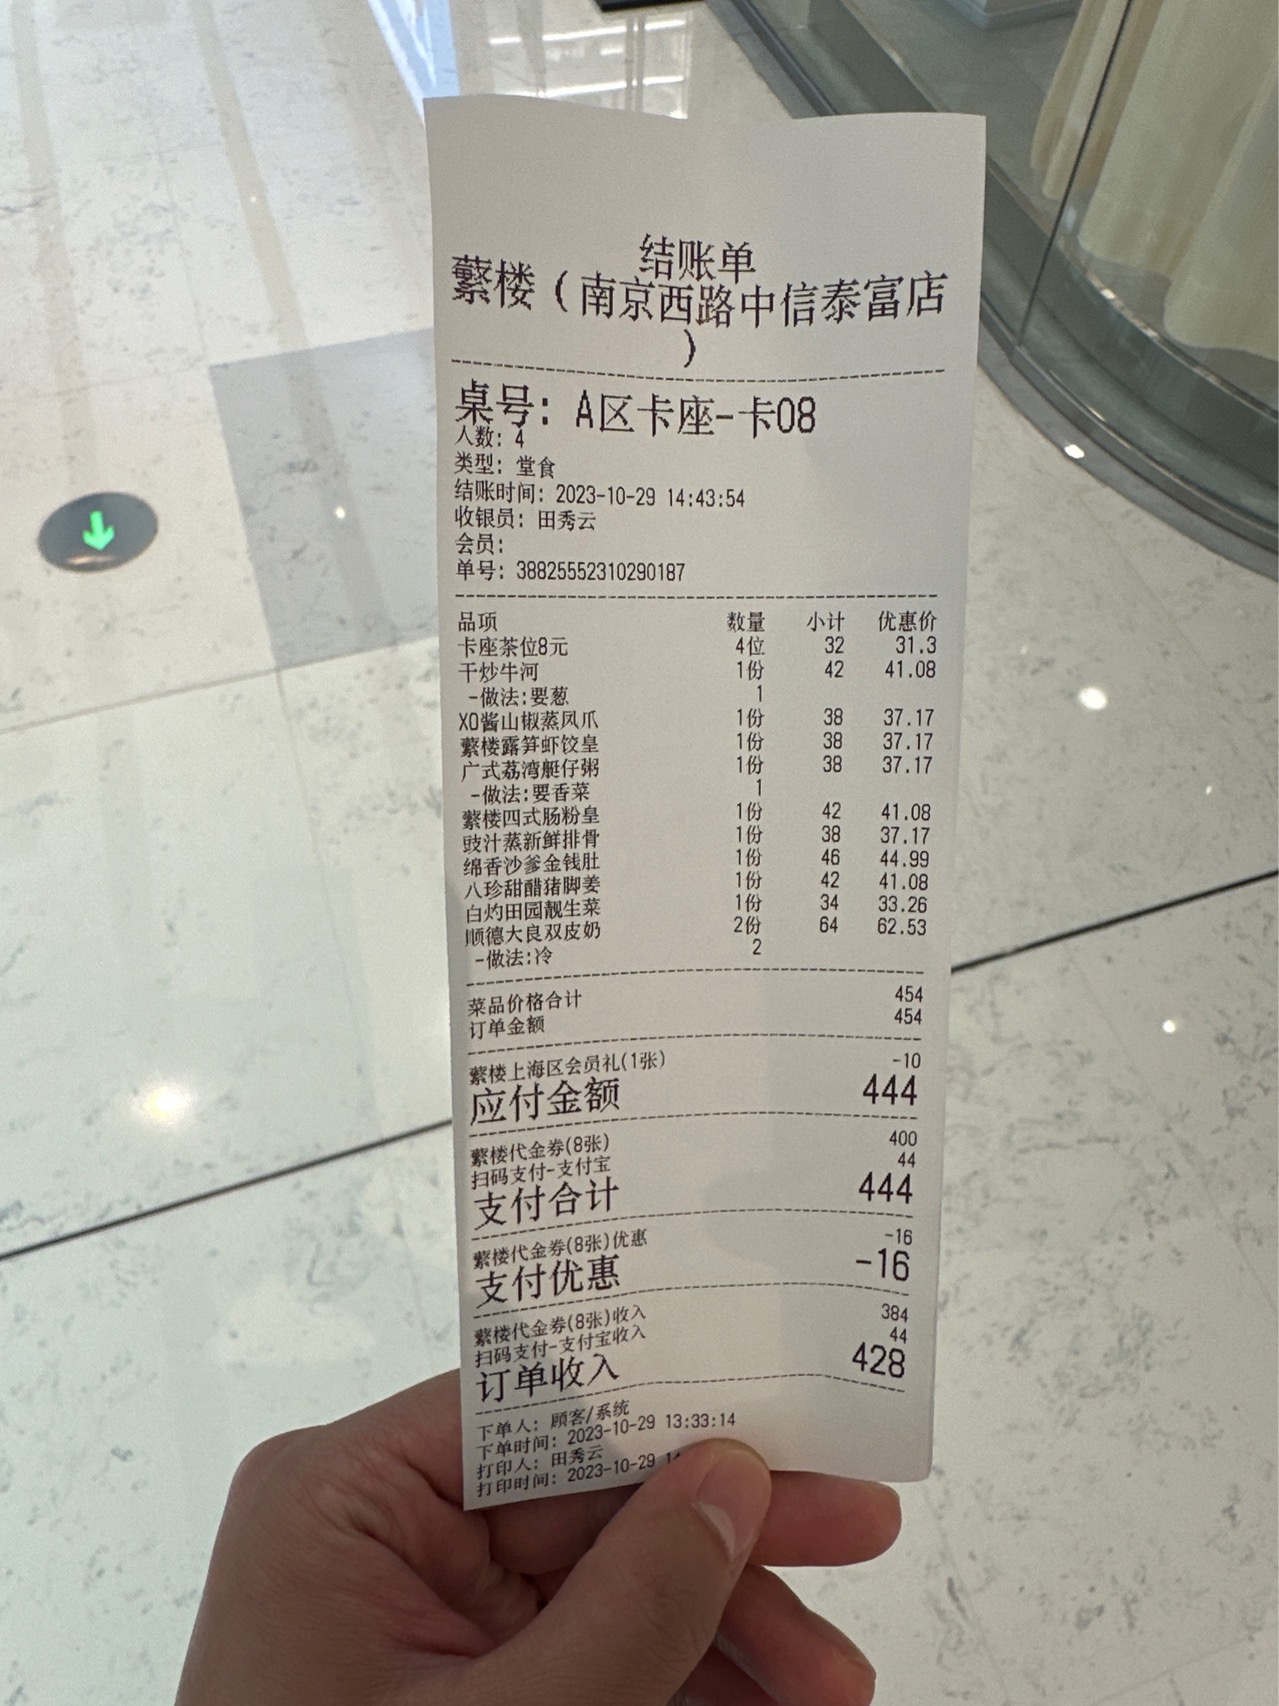 结账单
蘩楼（南京西路中信泰富店
）
桌号：A区卡座-卡08
人数：4
类型：堂食
结账时间：2023-10-29 14:43:54
收银员：田秀云
会员：
单号：38825552310290187
品项 数量 小计 优惠价
卡座茶位8元 4位 32 31.3
干炒牛河 1份 42 41.08
-做法:要葱 1
XO酱山椒蒸凤爪 1份 38 37.17
蘩楼露笋虾饺皇 1份 38 37.17
广式荔湾艇仔粥 1份 38 37.17
-做法:要香菜 1
蘩楼四式肠粉皇 1份 42 41.08
豉汁蒸新鲜排骨 1份 38 37.17
绵香沙爹金钱肚 1份 46 44.99
八珍甜醋猪脚姜 1份 42 41.08
白灼田园靓生菜 1份 34 33.26
顺德大良双皮奶 2份 64 62.53
-做法:冷 2
菜品价格合计 454
订单金额 454
蘩楼上海区会员礼(1张) -10
应付金额 444
蘩楼代金券(8张) 400
扫码支付-支付宝 44
支付合计 444
蘩楼代金券(8张)优惠 -16
支付优惠 -16
蘩楼代金券(8张)收入 384
扫码支付-支付宝收入 44
订单收入 428
下单人：顾客/系统
下单时间：2023-10-29 13:33:14
打印人：田秀云
打印时间：2023-10-29